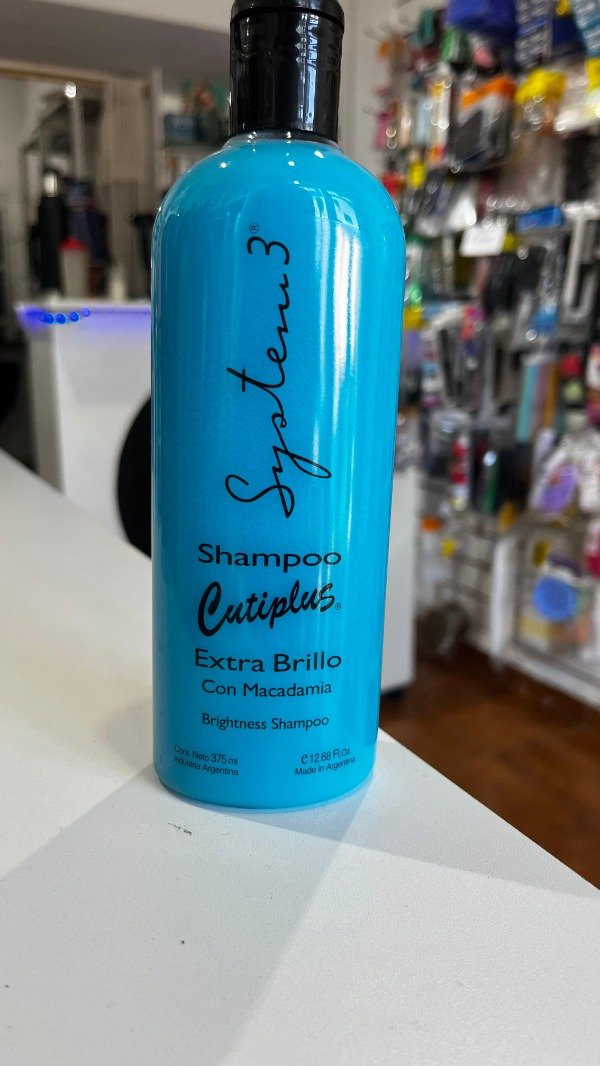 System 3®
Shampoo
Cutiplus®
Extra Brillo
Con Macadamia
Brightness Shampoo
Cont. Neto 375 ml
Industria Argentina
℮ 12.68 Fl.Oz.
Made in Argentina